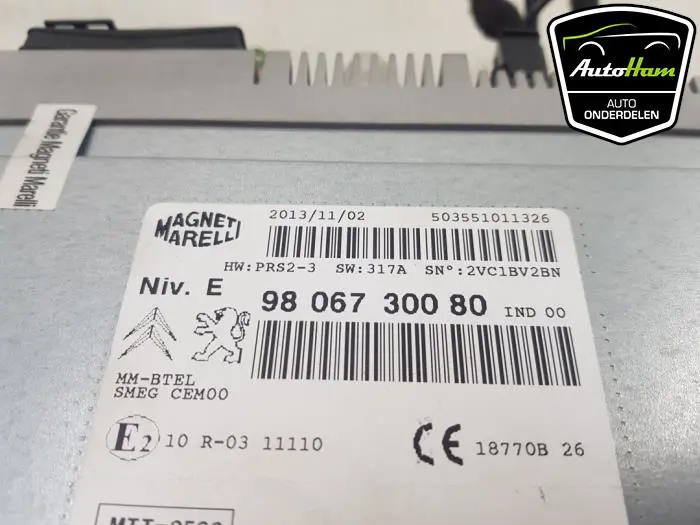 AutoHam
AUTO
ONDERDELEN
Garantie Magneti Marelli
MAGNETI
MARELLI
2013/11/02 503551011326
HW:PRS2-3 SW:317A SN°:2VC1BV2BN
Niv. E
98 067 300 80 IND 00
MM-BTEL
SMEG CEM00
E2 10 R-03 11110
CE 18770B 26